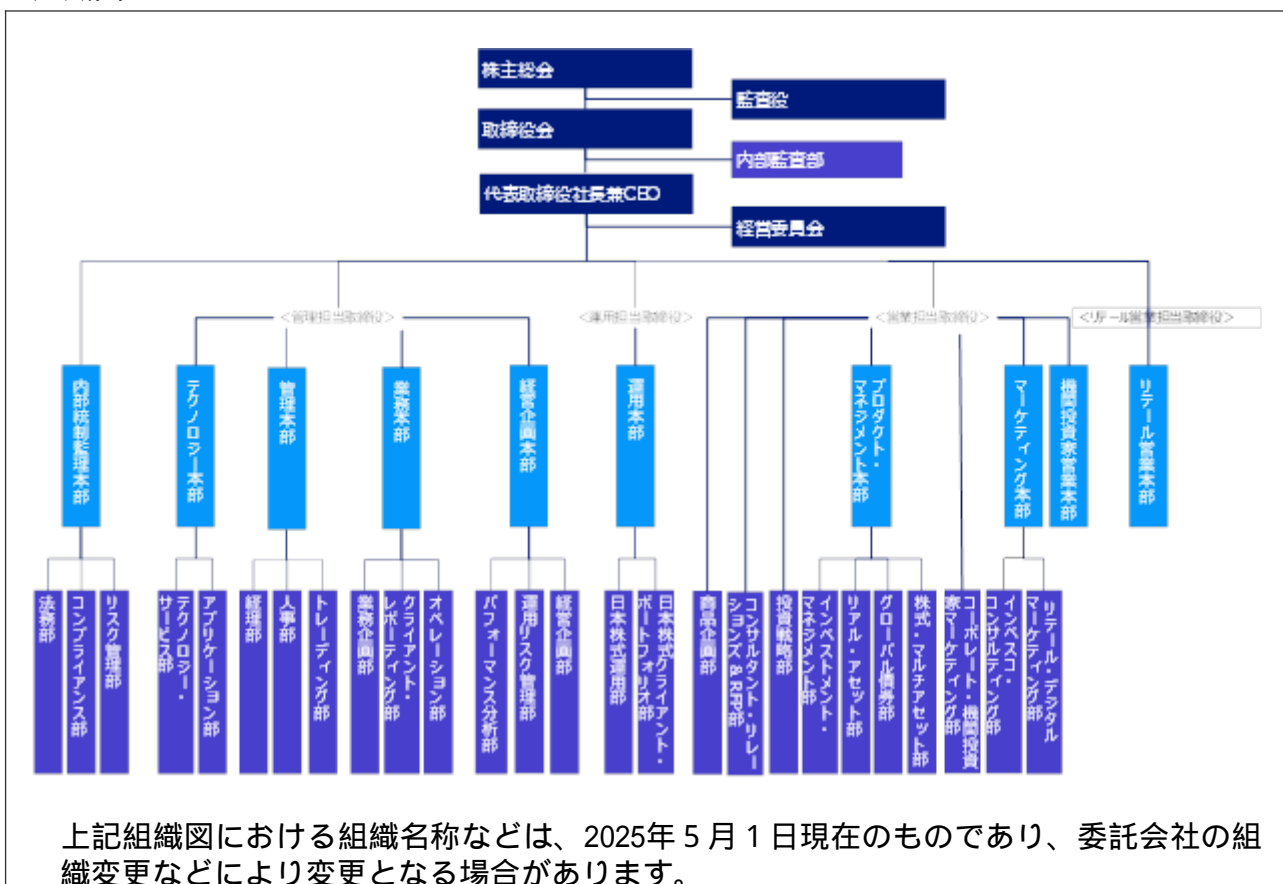 株主総会
監査役
取締役会
内部監査部
代表取締役社長兼CEO
経営委員会
<管理担当取締役>
<運用担当取締役>
<営業担当取締役>
<リテール営業担当取締役>
内部統制監理本部
テクノロジー本部
管理本部
業務本部
経営企画本部
運用本部
プロダクト・
マネジメント本部
マーケティング本部
機関投資家営業本部
リテール営業本部
法務部
コンプライアンス部
リスク管理部
テクノロジー・
サービス部
アプリケーション部
経理部
人事部
トレーディング部
業務企画部
クライアント・
レポーティング部
オペレーション部
パフォーマンス分析部
運用リスク管理部
経営企画部
日本株式運用部
日本株式クライアント・
ポートフォリオ部
商品企画部
コンサルタント・リレー
ションズ & RFP部
投資戦略部
インベストメント・
マネジメント部
リアル・アセット部
グローバル債券部
株式・マルチアセット部
コーポレート・機関投資
家マーケティング部
インベスコ・
コンサルティング部
リテール・デジタル
マーケティング部
上記組織図における組織名称などは、2025年5月1日現在のものであり、委託会社の組
織変更などにより変更となる場合があります。